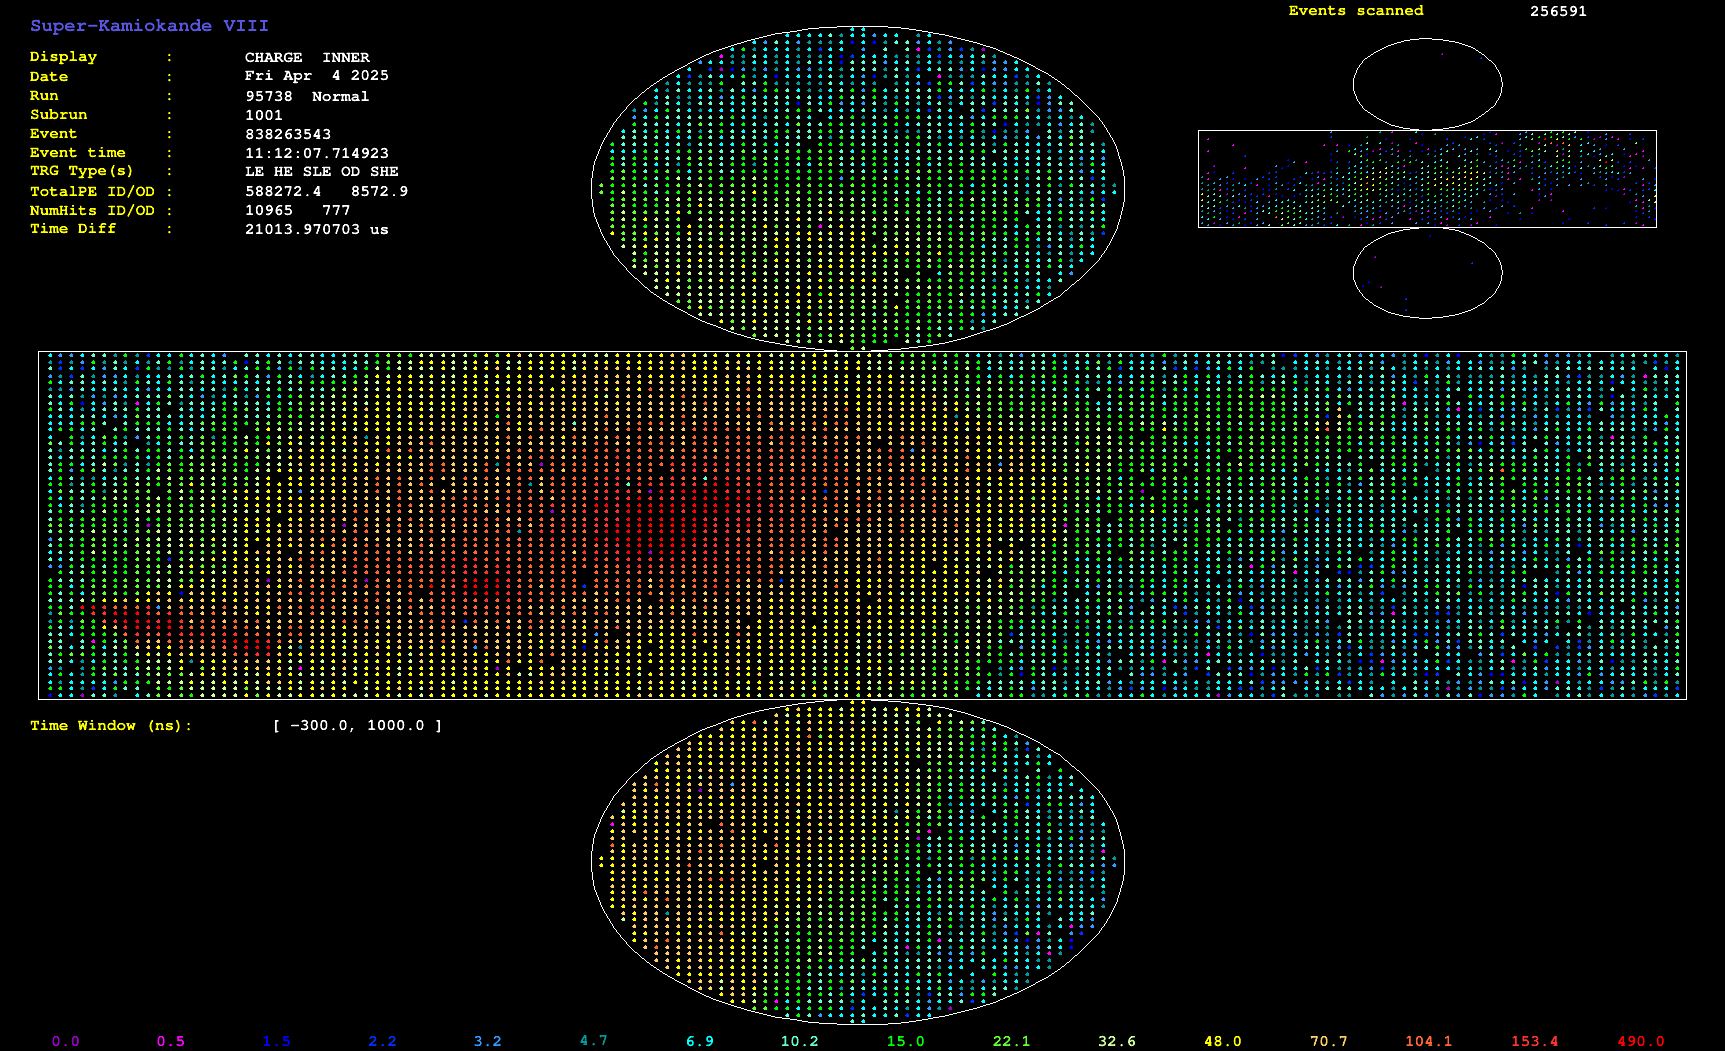 Super-Kamiokande VIII
Events scanned 256591
Display : CHARGE INNER
Date : Fri Apr 4 2025
Run : 95738 Normal
Subrun : 1001
Event : 838263543
Event time : 11:12:07.714923
TRG Type(s) : LE HE SLE OD SHE
TotalPE ID/OD : 588272.4 8572.9
NumHits ID/OD : 10965 777
Time Diff : 21013.970703 us
Time Window (ns): [ -300.0, 1000.0 ]
0.0 0.5 1.5 2.2 3.2 4.7 6.9 10.2 15.0 22.1 32.6 48.0 70.7 104.1 153.4 490.0